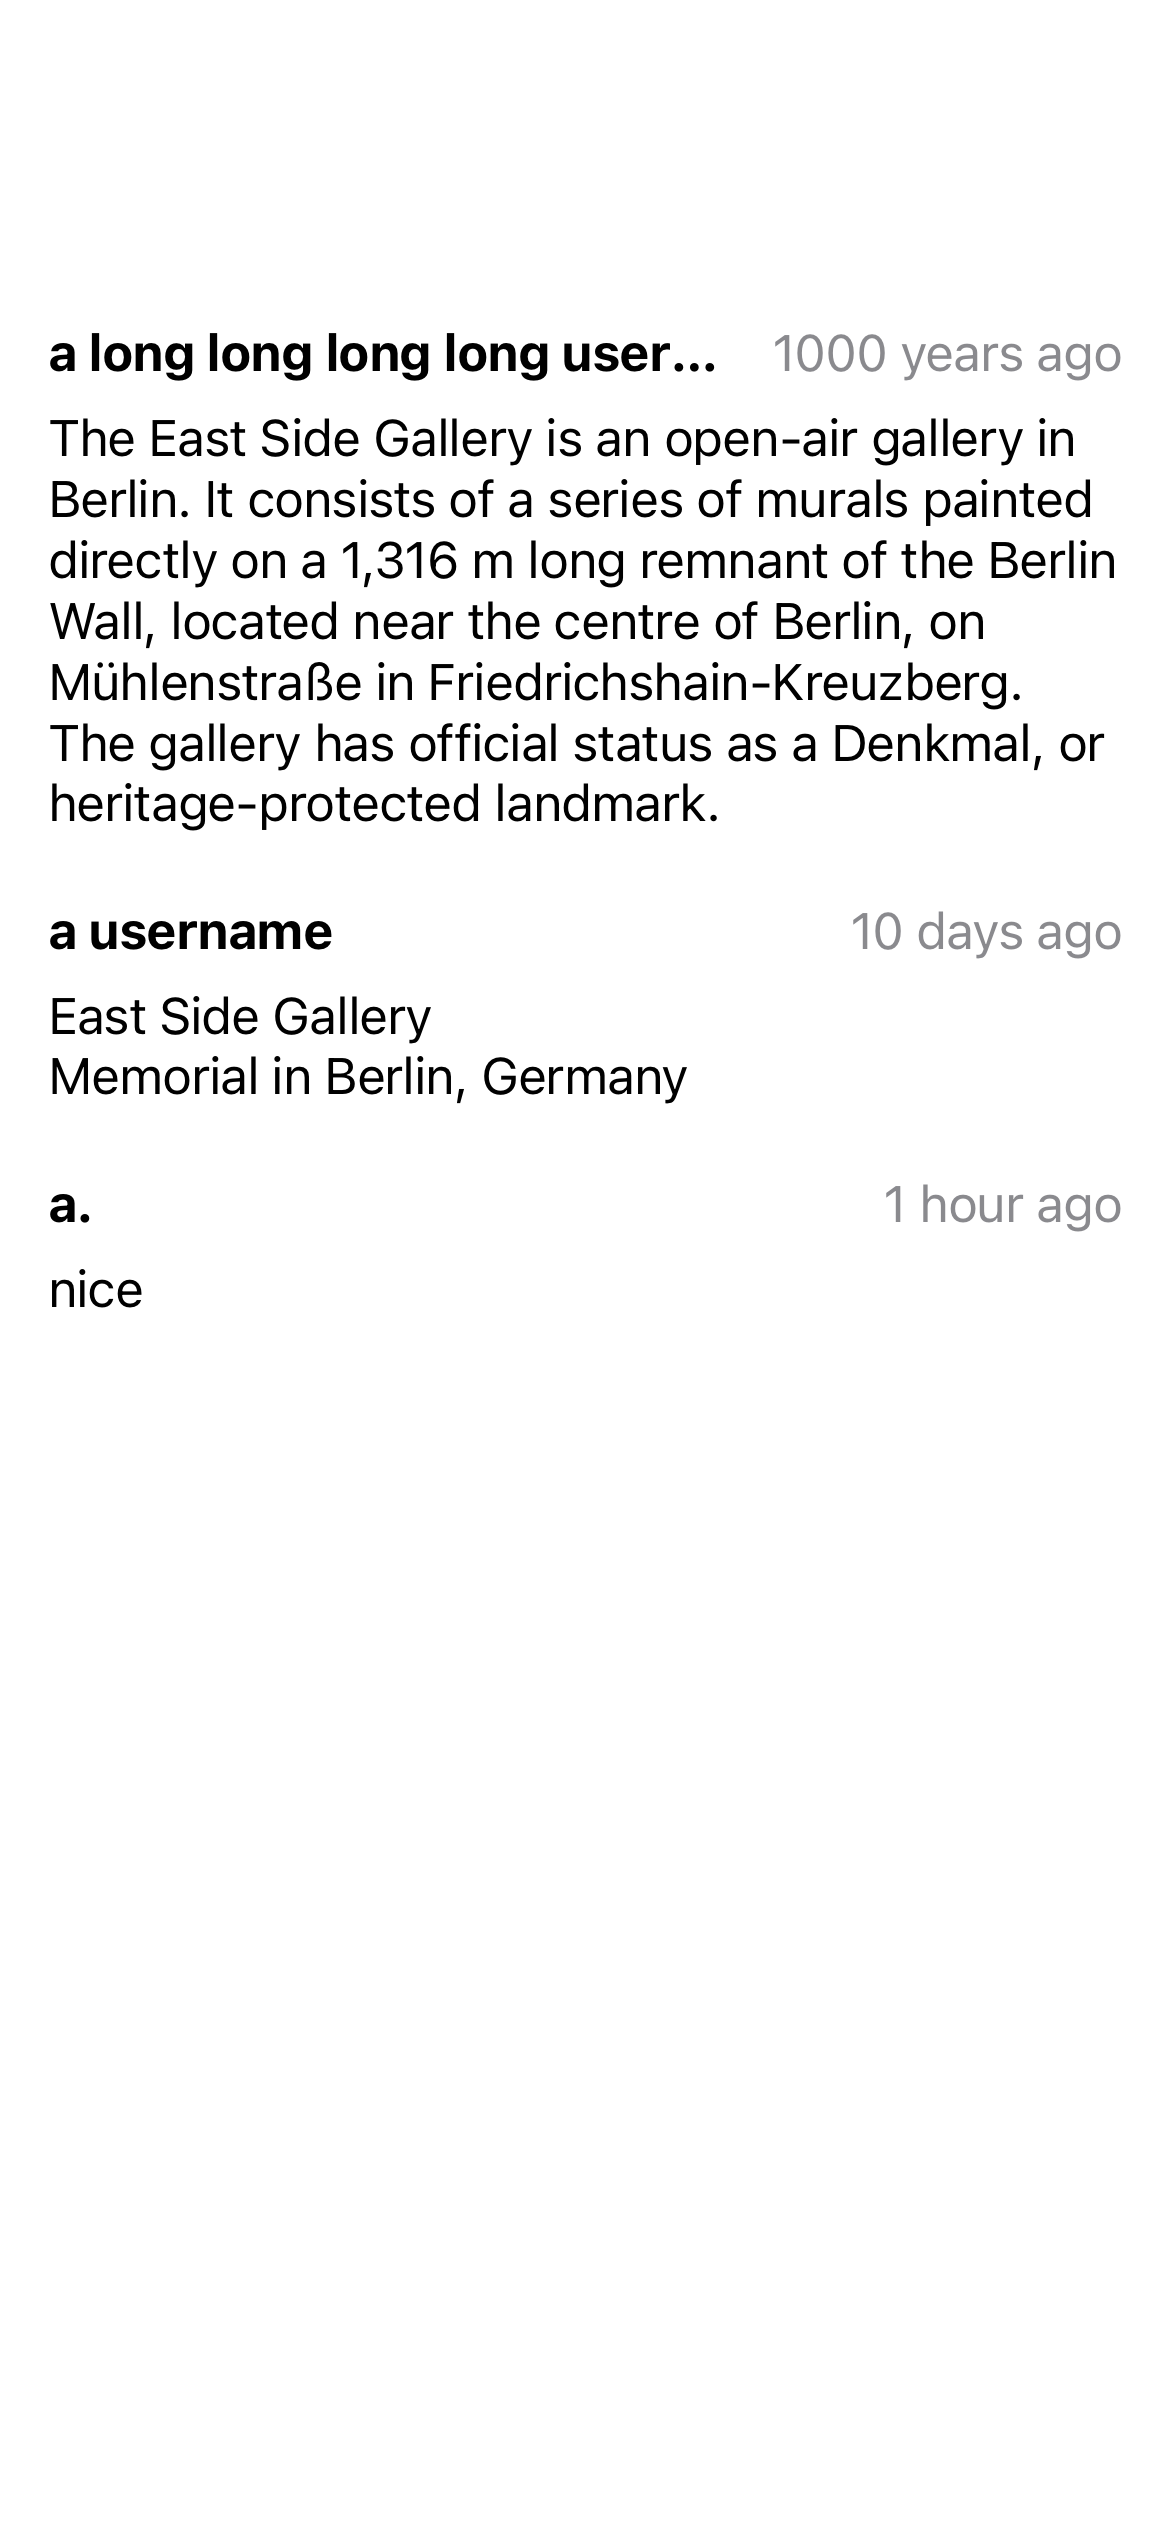 a long long long long user...
1000 years ago
The East Side Gallery is an open-air gallery in
Berlin. It consists of a series of murals painted
directly on a 1,316 m long remnant of the Berlin
Wall, located near the centre of Berlin, on
Mühlenstraße in Friedrichshain-Kreuzberg.
The gallery has official status as a Denkmal, or
heritage-protected landmark.
a username
10 days ago
East Side Gallery
Memorial in Berlin, Germany
a.
1 hour ago
nice